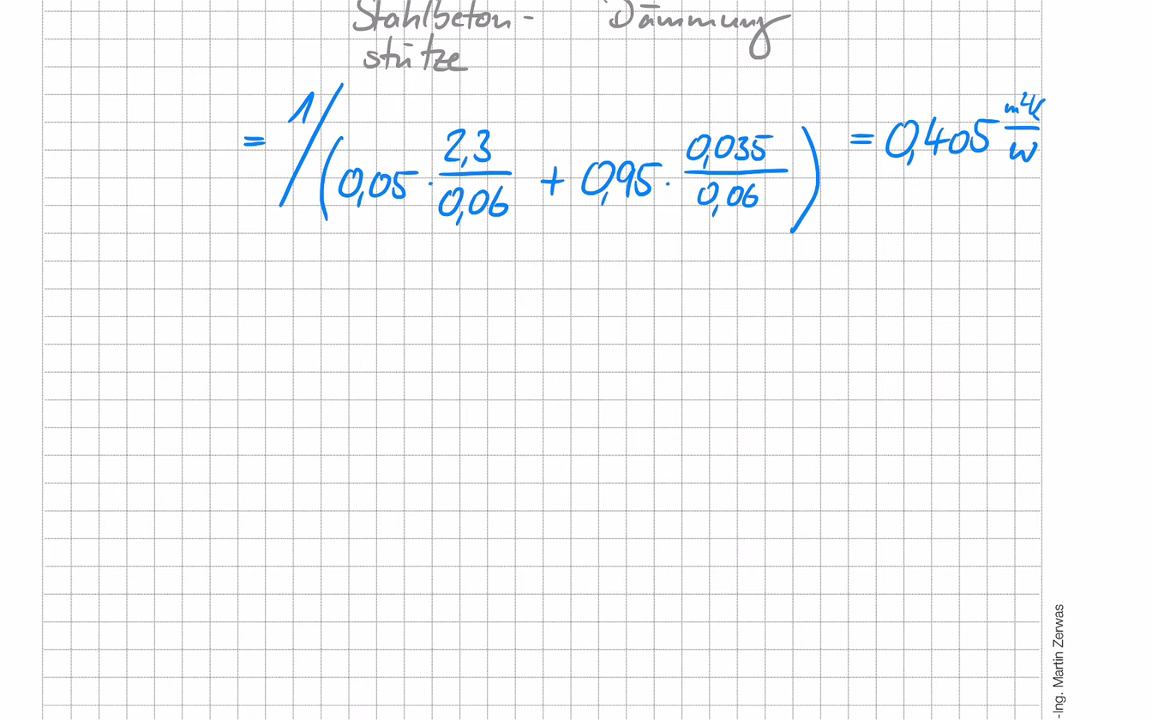 Stahlbeton- Dämmung
stütze
= 1/(0,05 · 2,3/0,06 + 0,95 · 0,035/0,06) = 0,405 m²K/W
-Ing. Martin Zerwas